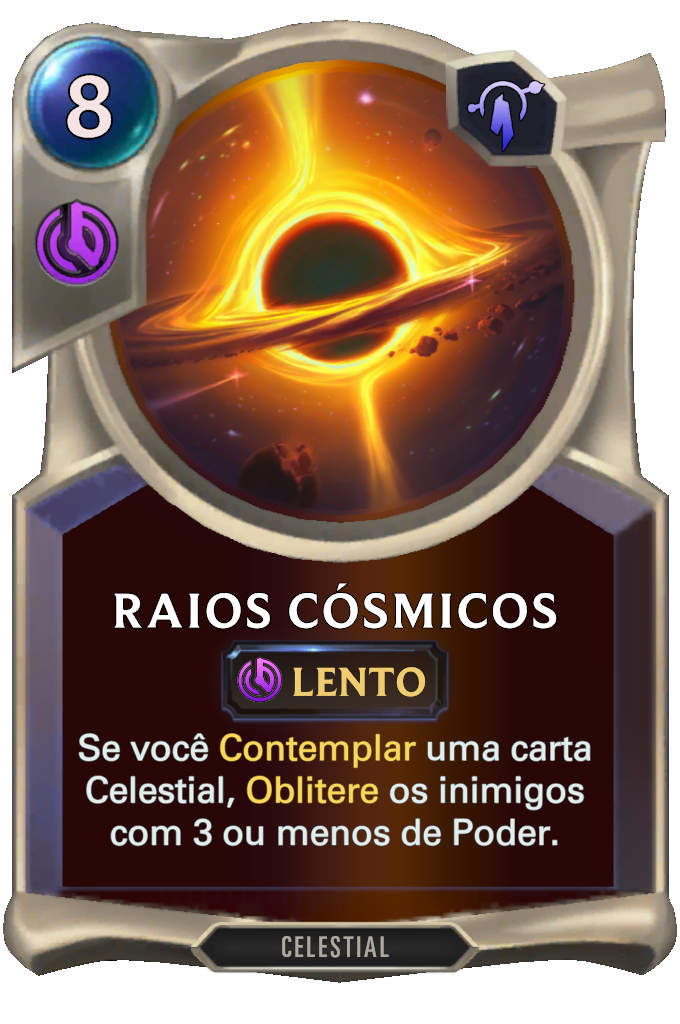 8
RAIOS CÓSMICOS
LENTO
Se você Contemplar uma carta
Celestial, Oblitere os inimigos
com 3 ou menos de Poder.
CELESTIAL